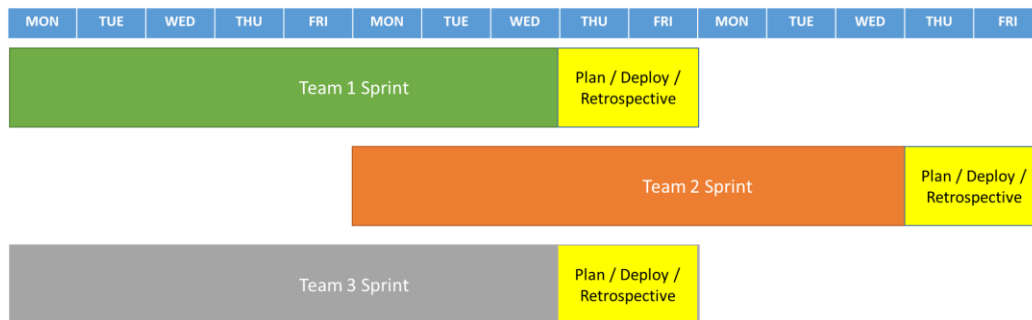 MON TUE WED THU FRI MON TUE WED THU FRI MON TUE WED THU FRI
Team 1 Sprint
Plan / Deploy /
Retrospective
Team 2 Sprint
Plan / Deploy /
Retrospective
Team 3 Sprint
Plan / Deploy /
Retrospective